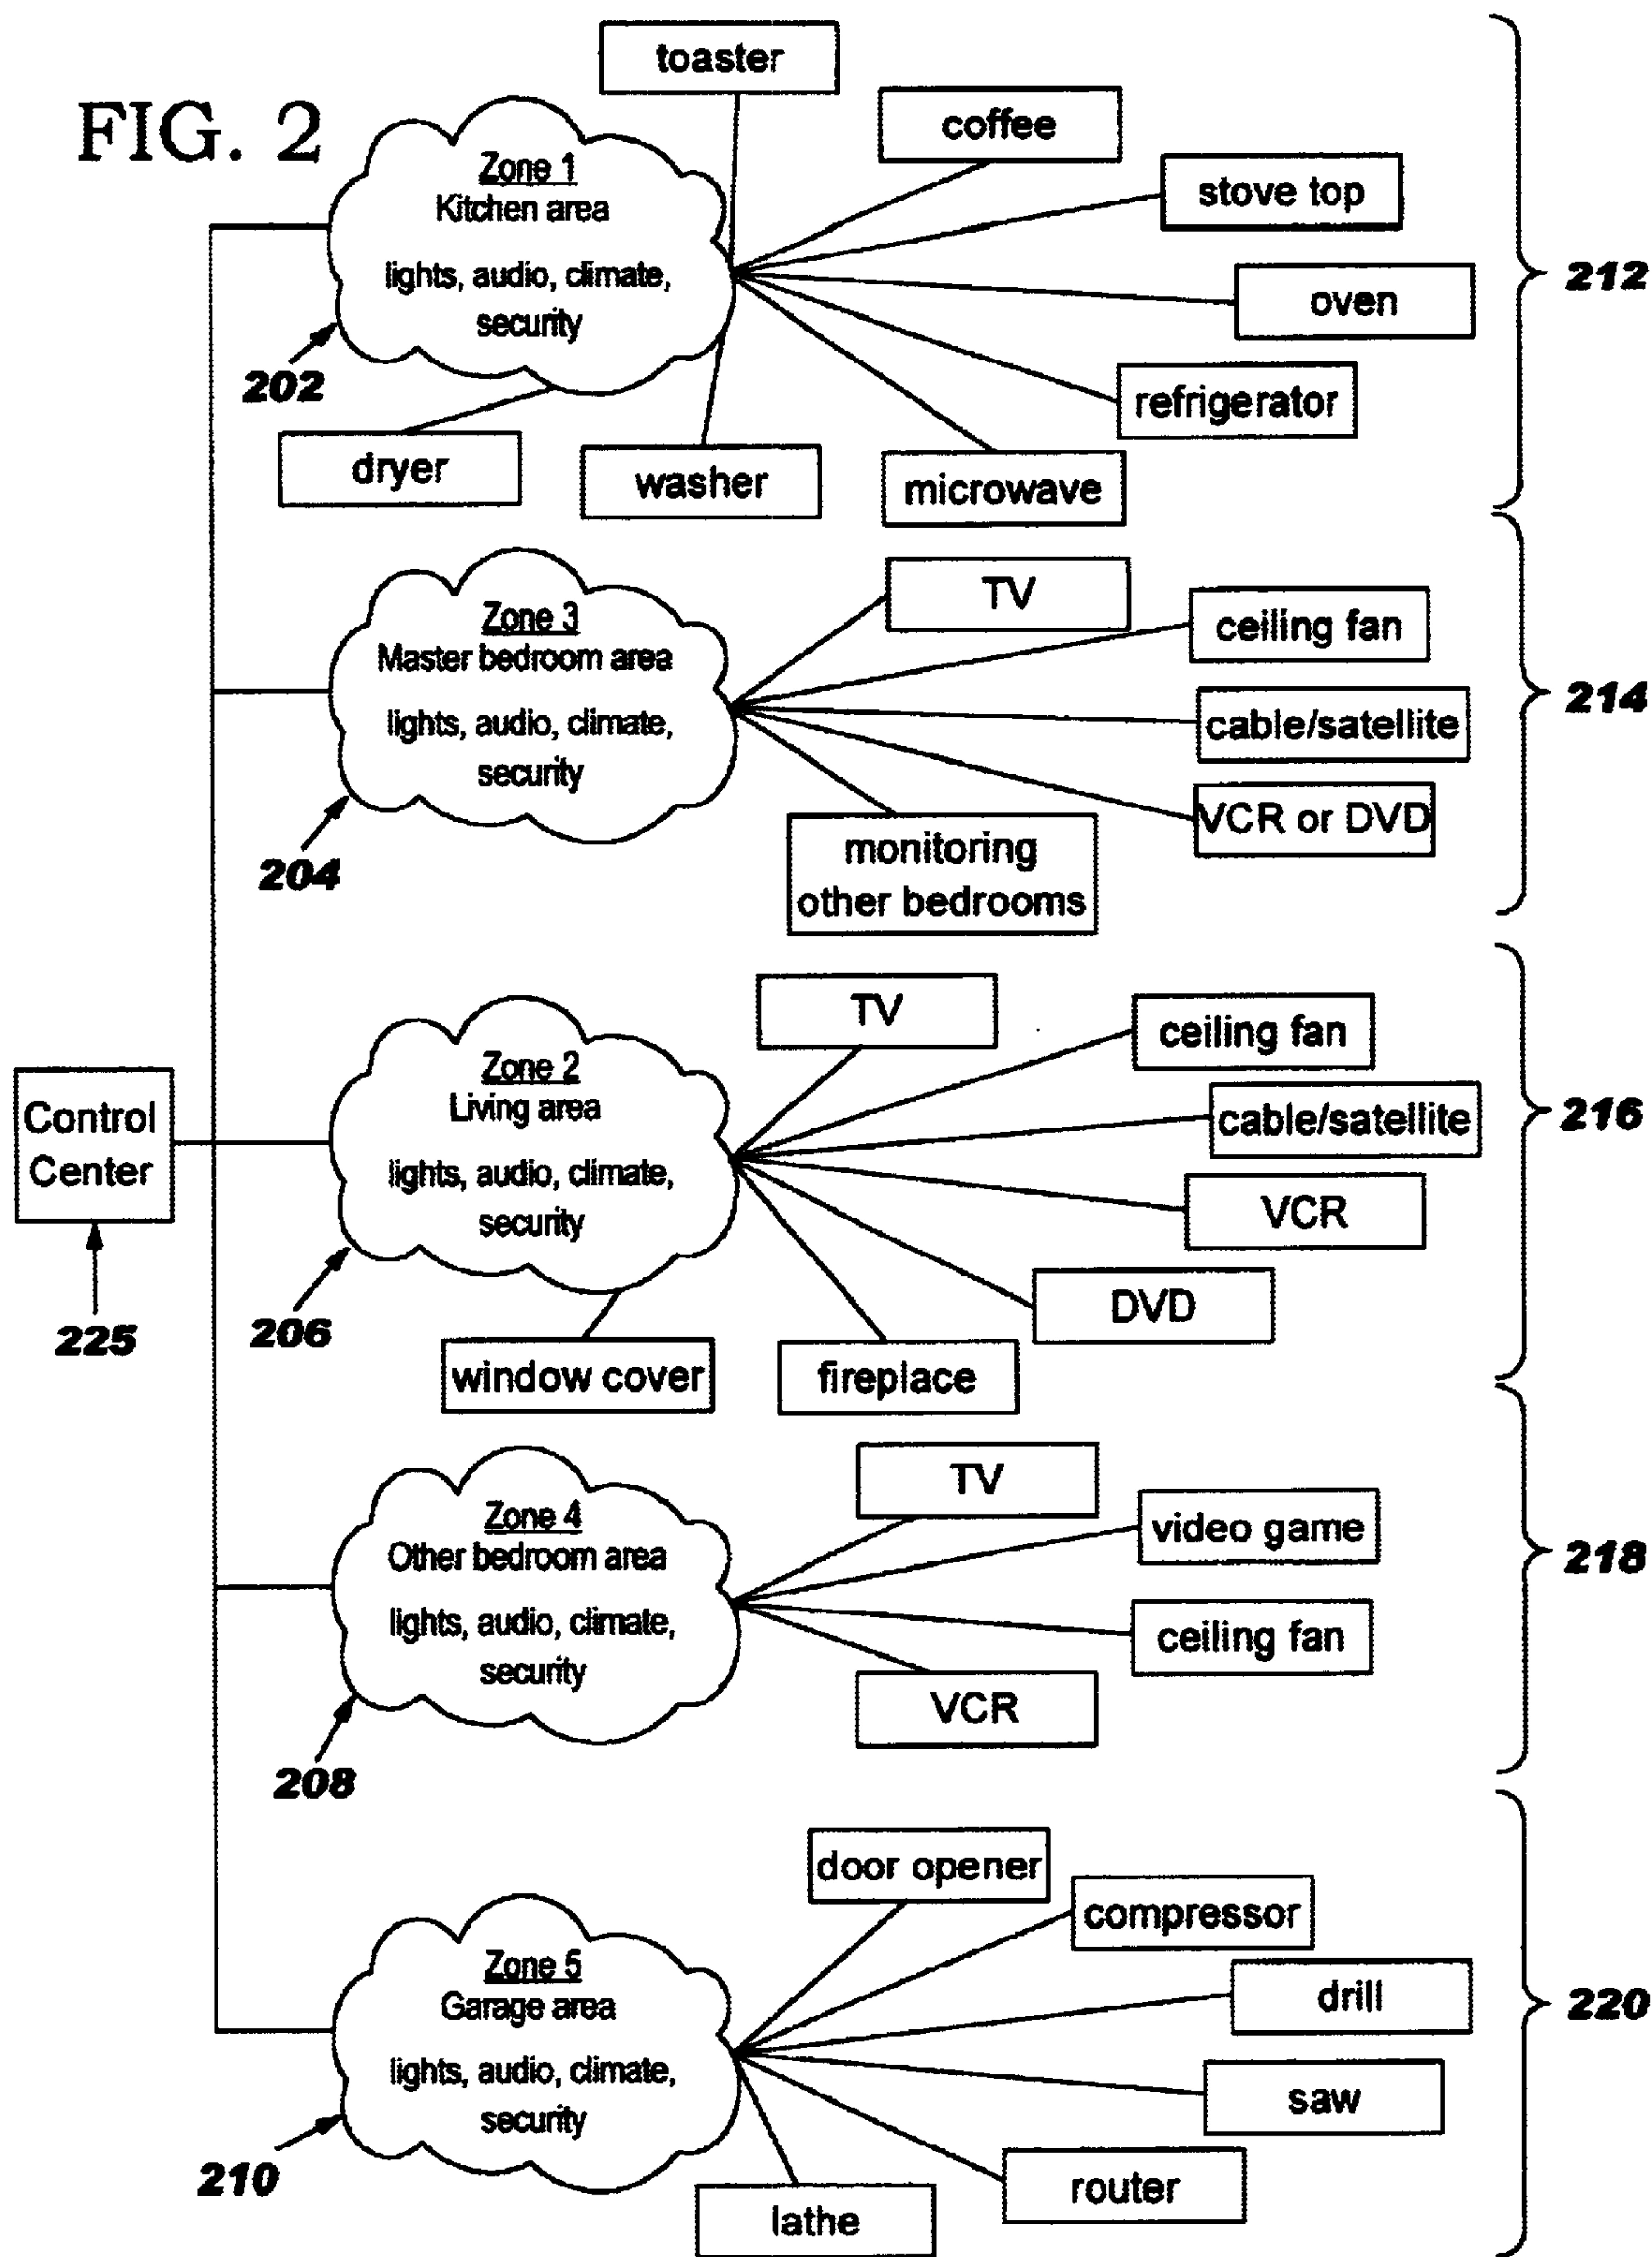 FIG. 2
toaster
coffee
stove top
oven
refrigerator
microwave
washer
dryer
Zone 1
Kitchen area
lights, audio, climate,
security
202
212
Zone 3
Master bedroom area
lights, audio, climate,
security
204
TV
ceiling fan
cable/satellite
VCR or DVD
monitoring
other bedrooms
214
Control
Center
225
Zone 2
Living area
lights, audio, climate,
security
206
TV
ceiling fan
cable/satellite
VCR
DVD
fireplace
window cover
216
Zone 4
Other bedroom area
lights, audio, climate,
security
208
TV
video game
ceiling fan
VCR
218
Zone 5
Garage area
lights, audio, climate,
security
210
door opener
compressor
drill
saw
router
lathe
220